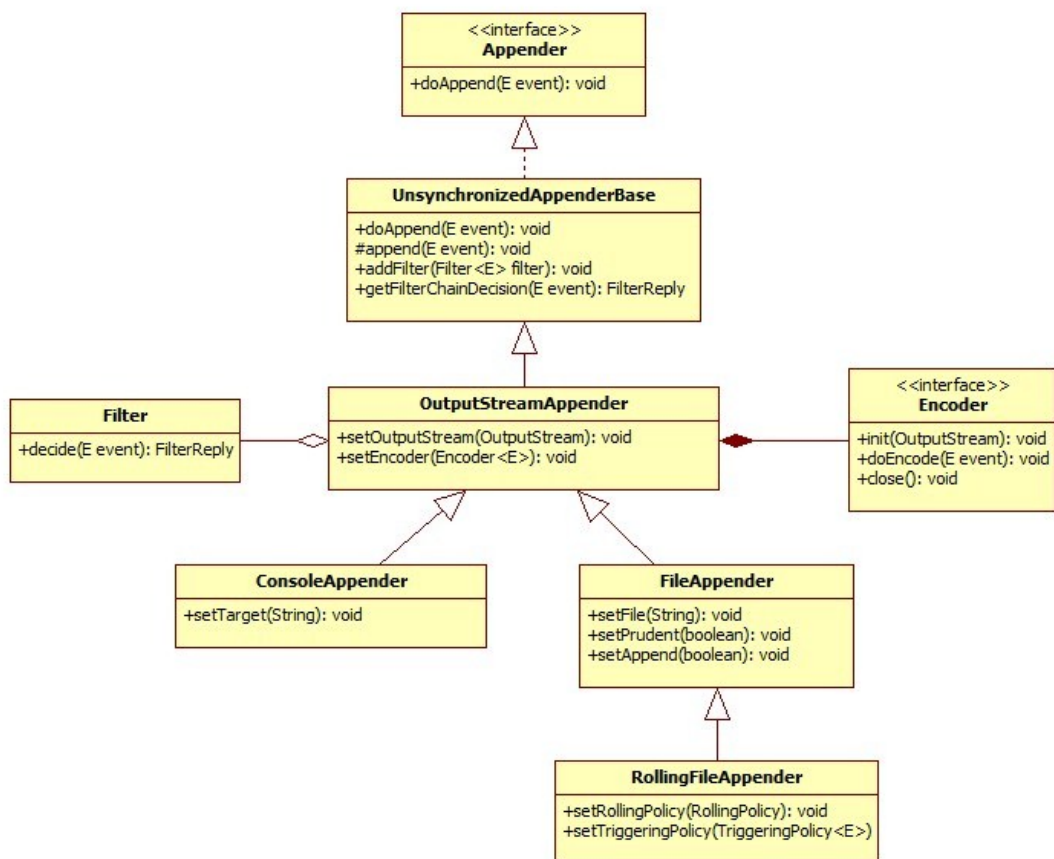 <<interface>>
Appender
+doAppend(E event): void
UnsynchronizedAppenderBase
+doAppend(E event): void
#append(E event): void
+addFilter(Filter<E> filter): void
+getFilterChainDecision(E event): FilterReply
Filter
+decide(E event): FilterReply
OutputStreamAppender
+setOutputStream(OutputStream): void
+setEncoder(Encoder<E>): void
<<interface>>
Encoder
+init(OutputStream): void
+doEncode(E event): void
+close(): void
ConsoleAppender
+setTarget(String): void
FileAppender
+setFile(String): void
+setPrudent(boolean): void
+setAppend(boolean): void
RollingFileAppender
+setRollingPolicy(RollingPolicy): void
+setTriggeringPolicy(TriggeringPolicy<E>)